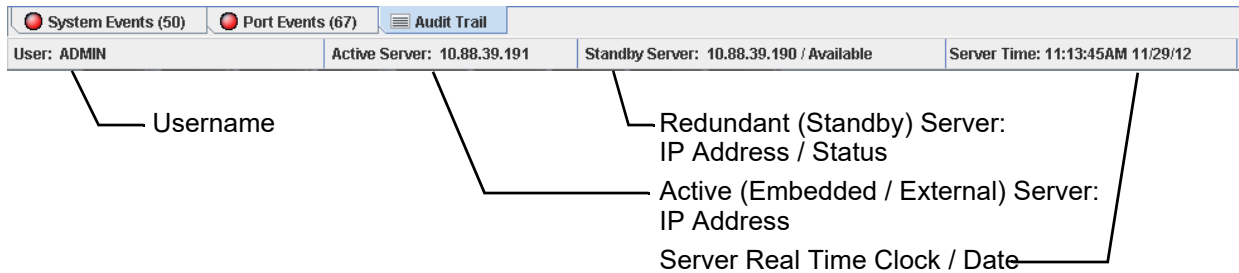 System Events (50) Port Events (67) Audit Trail
User: ADMIN Active Server: 10.88.39.191 Standby Server: 10.88.39.190 / Available Server Time: 11:13:45AM 11/29/12
Username
Redundant (Standby) Server:
IP Address / Status
Active (Embedded / External) Server:
IP Address
Server Real Time Clock / Date